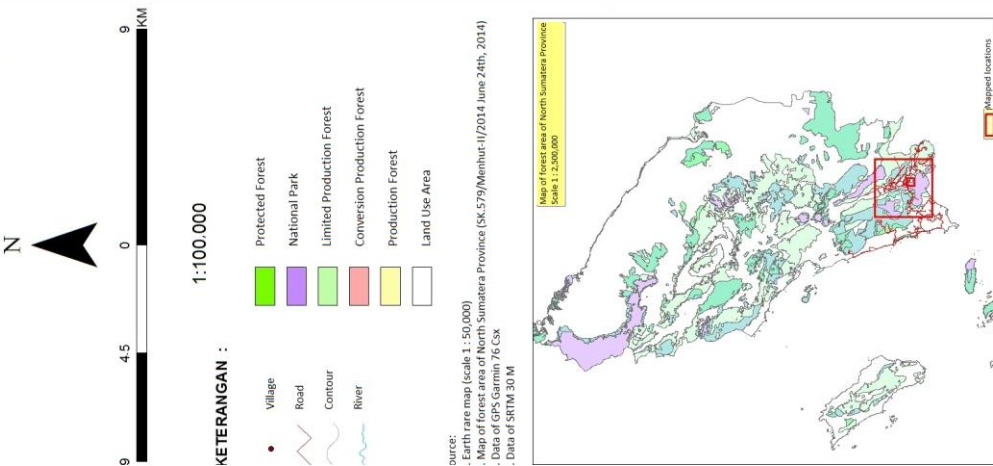 N
9 4.5 0 9
KM
1:100.000
KETERANGAN :
Village
Road
Contour
River
Protected Forest
National Park
Limited Production Forest
Conversion Production Forest
Production Forest
Land Use Area
ource:
. Earth rare map (scale 1 : 50,000)
. Map of forest area of North Sumatera Province (SK.579/Menhut-II/2014 June 24th, 2014)
. Data of GPS Garmin 76 Csx
. Data of SRTM 30 M
Map of forest area of North Sumatera Province
Scale 1 : 2,500,000
Mapped locations